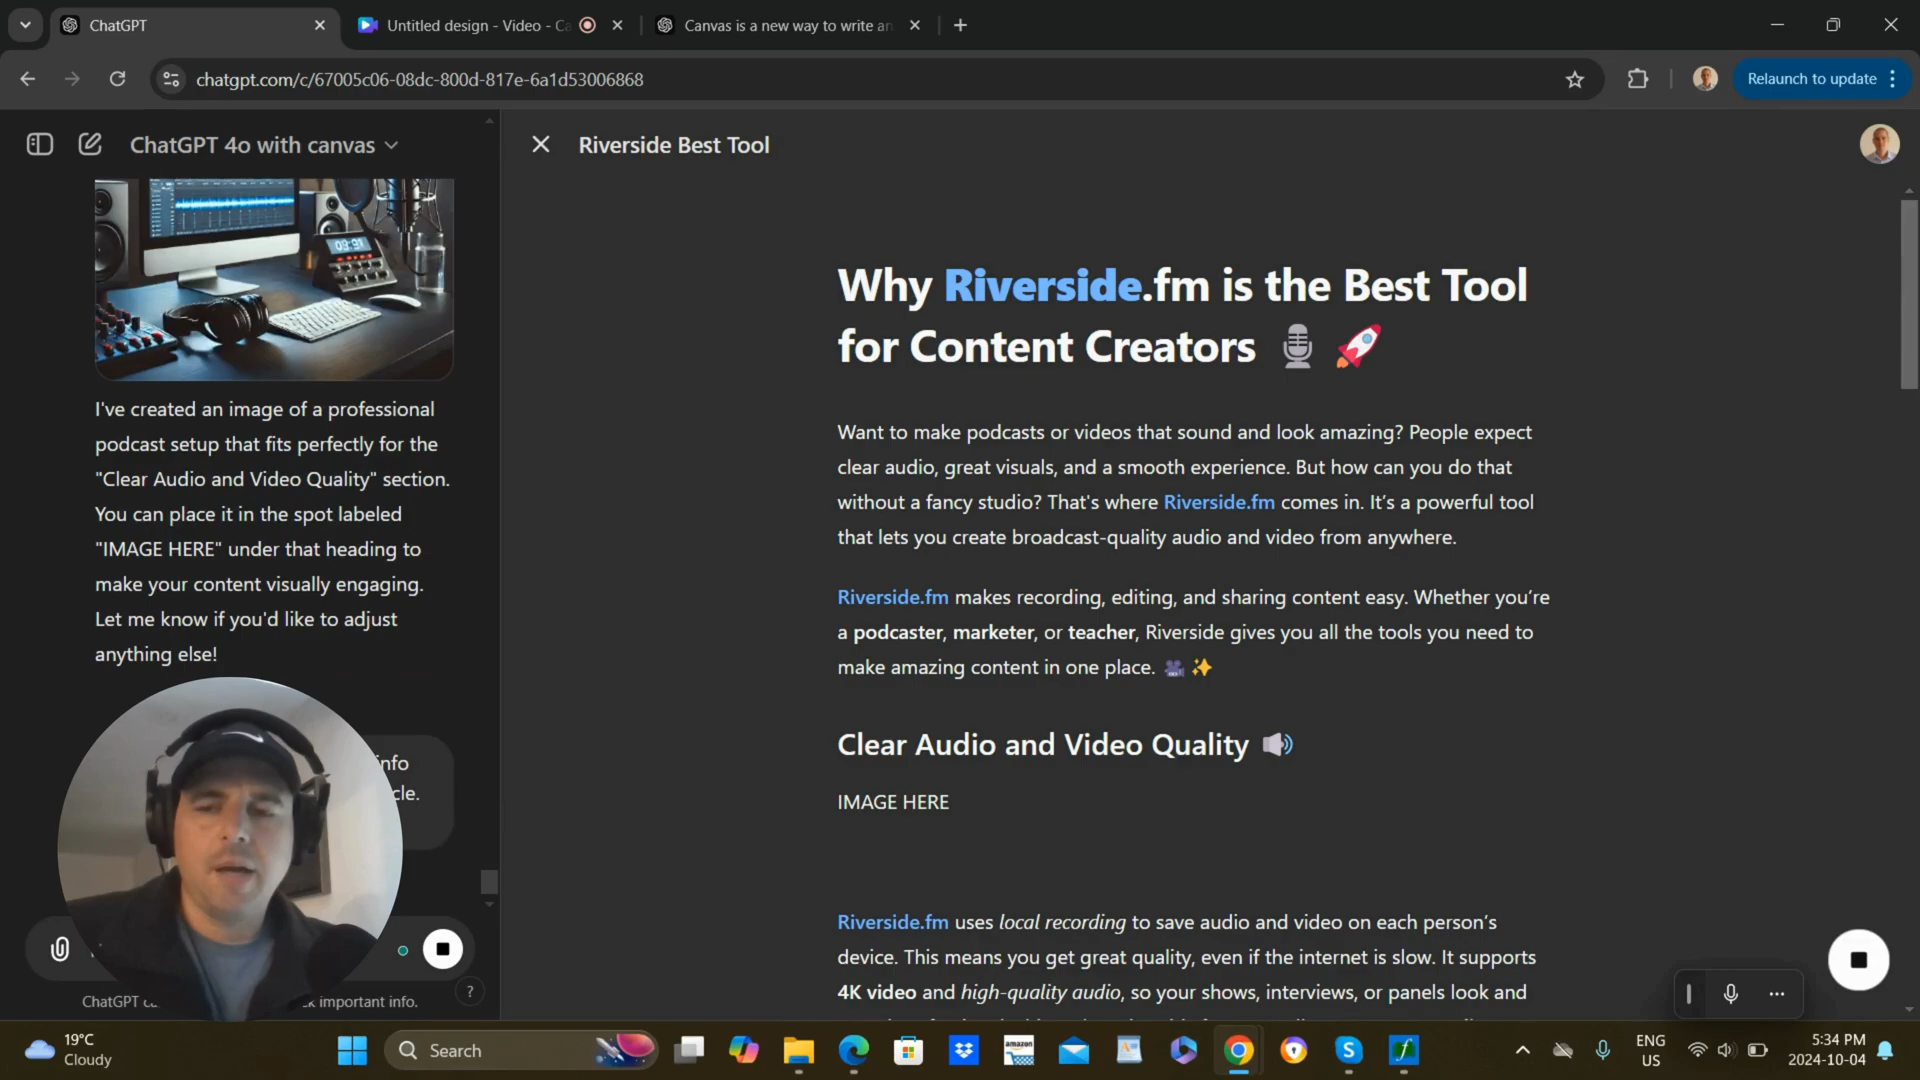 ChatGPT
Untitled design - Video - Ca
Canvas is a new way to write an
chatgpt.com/c/67005c06-08dc-800d-817e-6a1d53006868
Relaunch to update
ChatGPT 4o with canvas
I've created an image of a professional
podcast setup that fits perfectly for the
"Clear Audio and Video Quality" section.
You can place it in the spot labeled
"IMAGE HERE" under that heading to
make your content visually engaging.
Let me know if you'd like to adjust
anything else!
info
cle.
ChatGPT
important info.
?
Riverside Best Tool
Why Riverside.fm is the Best Tool
for Content Creators 🎙️ 🚀
Want to make podcasts or videos that sound and look amazing? People expect
clear audio, great visuals, and a smooth experience. But how can you do that
without a fancy studio? That's where Riverside.fm comes in. It’s a powerful tool
that lets you create broadcast-quality audio and video from anywhere.
Riverside.fm makes recording, editing, and sharing content easy. Whether you’re
a podcaster, marketer, or teacher, Riverside gives you all the tools you need to
make amazing content in one place. 🎥 ✨
Clear Audio and Video Quality 🔊
IMAGE HERE
Riverside.fm uses local recording to save audio and video on each person’s
device. This means you get great quality, even if the internet is slow. It supports
4K video and high-quality audio, so your shows, interviews, or panels look and
19°C
Cloudy
Search
amazon
ENG
US
5:34 PM
2024-10-04